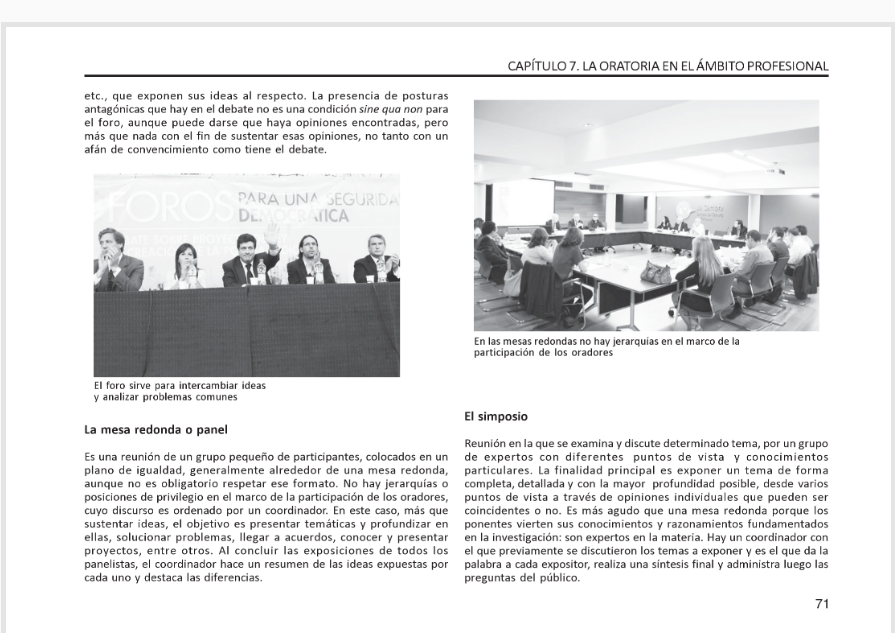 CAPÍTULO 7. LA ORATORIA EN EL ÁMBITO PROFESIONAL
etc., que exponen sus ideas al respecto. La presencia de posturas
antagónicas que hay en el debate no es una condición sine qua non para
el foro, aunque puede darse que haya opiniones encontradas, pero
más que nada con el fin de sustentar esas opiniones, no tanto con un
afán de convencimiento como tiene el debate.
FOROS
PARA UNA SEGURIDA
DEMOCRÁTICA
El foro sirve para intercambiar ideas
y analizar problemas comunes
La mesa redonda o panel
Es una reunión de un grupo pequeño de participantes, colocados en un
plano de igualdad, generalmente alrededor de una mesa redonda,
aunque no es obligatorio respetar ese formato. No hay jerarquías o
posiciones de privilegio en el marco de la participación de los oradores,
cuyo discurso es ordenado por un coordinador. En este caso, más que
sustentar ideas, el objetivo es presentar temáticas y profundizar en
ellas, solucionar problemas, llegar a acuerdos, conocer y presentar
proyectos, entre otros. Al concluir las exposiciones de todos los
panelistas, el coordinador hace un resumen de las ideas expuestas por
cada uno y destaca las diferencias.
En las mesas redondas no hay jerarquías en el marco de la
participación de los oradores
El simposio
Reunión en la que se examina y discute determinado tema, por un grupo
de expertos con diferentes puntos de vista y conocimientos
particulares. La finalidad principal es exponer un tema de forma
completa, detallada y con la mayor profundidad posible, desde varios
puntos de vista a través de opiniones individuales que pueden ser
coincidentes o no. Es más agudo que una mesa redonda porque los
ponentes vierten sus conocimientos y razonamientos fundamentados
en la investigación: son expertos en la materia. Hay un coordinador con
el que previamente se discutieron los temas a exponer y es el que da la
palabra a cada expositor, realiza una síntesis final y administra luego las
preguntas del público.
71